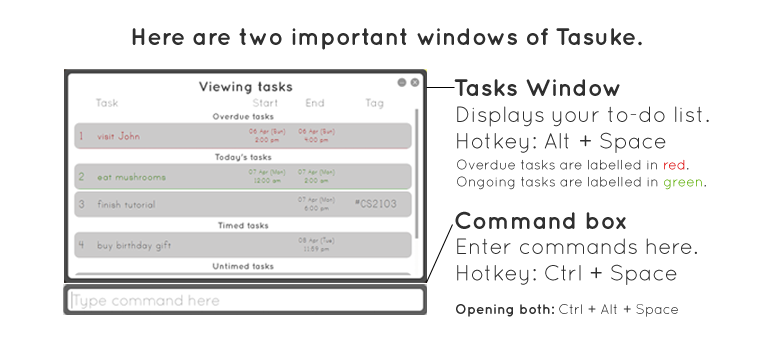 Here are two important windows of Tasuke.
Viewing tasks
Task Start End Tag
Overdue tasks
1 visit John 06 Apr (Sun) 2:00 pm 06 Apr (Sun) 4:00 pm
Today's tasks
2 eat mushrooms 07 Apr (Mon) 12:00 am 07 Apr (Mon) 2:00 am
3 finish tutorial 07 Apr (Mon) 6:00 pm #CS2103
Timed tasks
4 buy birthday gift 08 Apr (Tue) 11:59 pm
Untimed tasks
Type command here
Tasks Window
Displays your to-do list.
Hotkey: Alt + Space
Overdue tasks are labelled in red.
Ongoing tasks are labelled in green.
Command box
Enter commands here.
Hotkey: Ctrl + Space
Opening both: Ctrl + Alt + Space